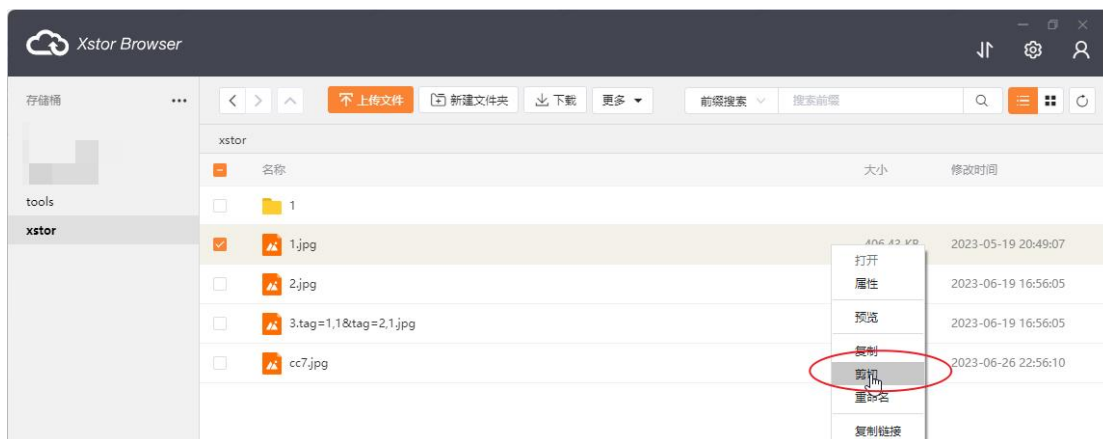 Xstor Browser
存储桶 ••• 上传文件 新建文件夹 下载 更多 前缀搜索 搜索前缀
xstor
名称 大小 修改时间
tools
1
xstor
1.jpg 406.43 KB 2023-05-19 20:49:07
打开
2.jpg 属性 2023-06-19 16:56:05
预览
3.tag=1,1&tag=2,1.jpg 2023-06-19 16:56:05
复制
cc7.jpg 2023-06-26 22:56:10
剪切
重命名
复制链接